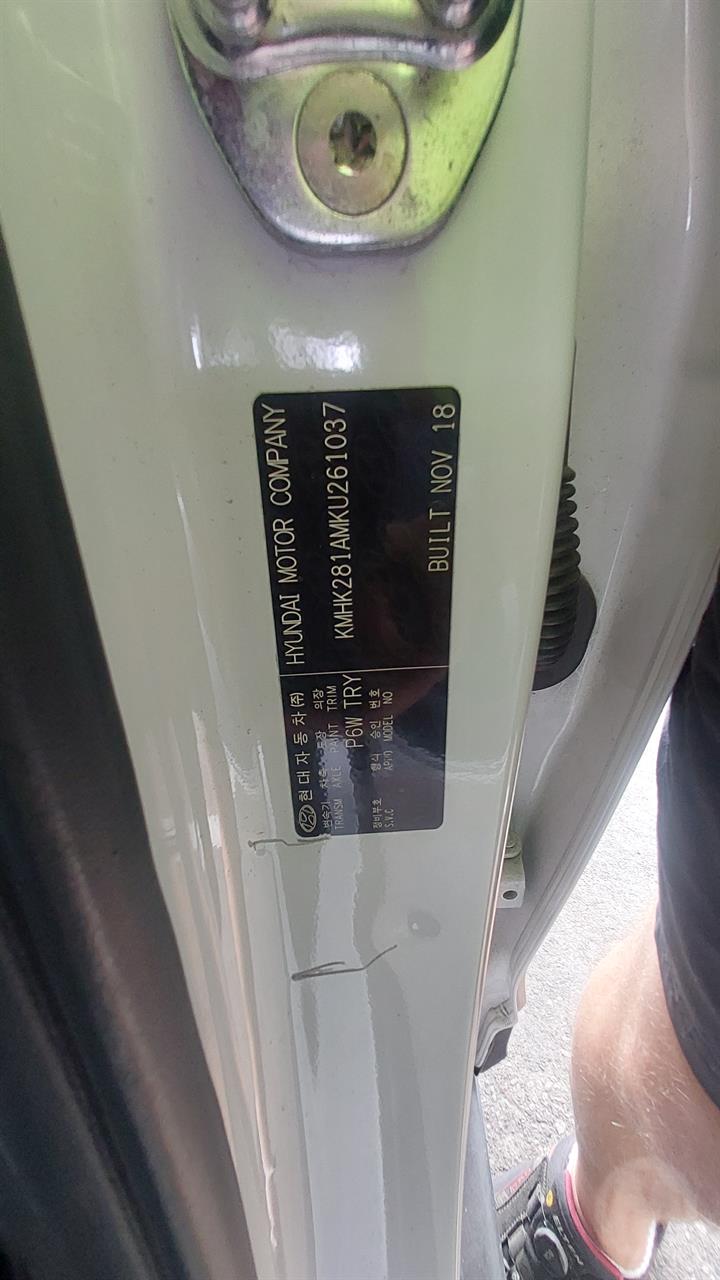 현대자동차(주) HYUNDAI MOTOR COMPANY
변속기 차축 도장 의장
TRANSM AXLE PAINT TRIM
KMHK281AMKU261037
P6W TRY
정비부호 형식 승인 번호
S.V.C MODEL NO
BUILT NOV 18